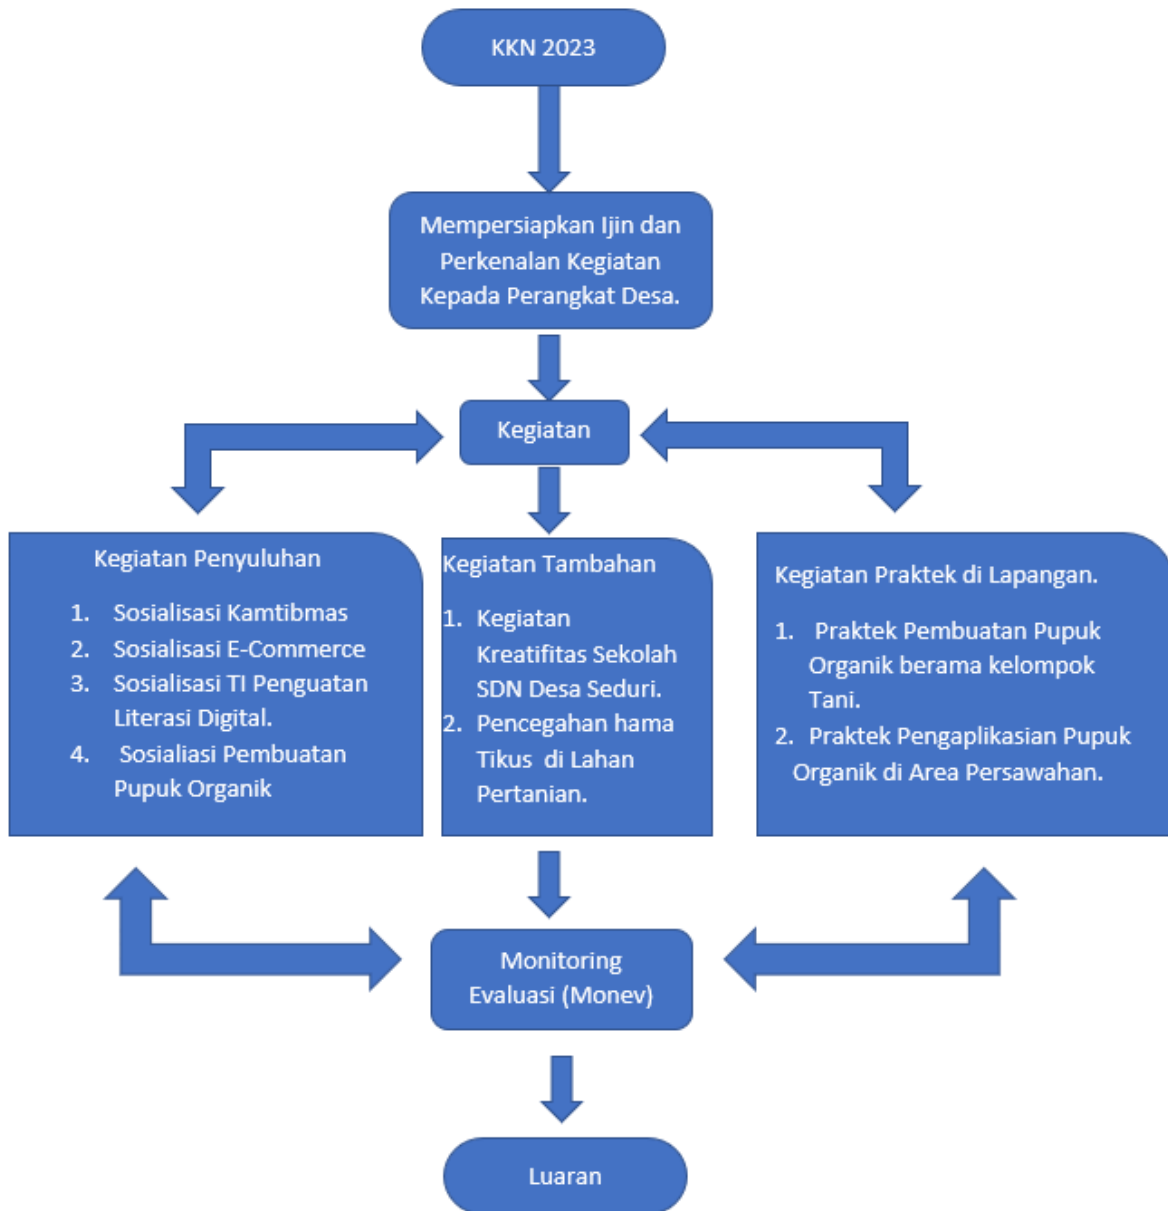 KKN 2023
Mempersiapkan Ijin dan
Perkenalan Kegiatan
Kepada Perangkat Desa.
Kegiatan
Kegiatan Penyuluhan
1. Sosialisasi Kamtibmas
2. Sosialisasi E-Commerce
3. Sosialisasi TI Penguatan
Literasi Digital.
4. Sosialiasi Pembuatan
Pupuk Organik
Kegiatan Tambahan
1. Kegiatan
Kreatifitas Sekolah
SDN Desa Seduri.
2. Pencegahan hama
Tikus di Lahan
Pertanian.
Kegiatan Praktek di Lapangan.
1. Praktek Pembuatan Pupuk
Organik berama kelompok
Tani.
2. Praktek Pengaplikasian Pupuk
Organik di Area Persawahan.
Monitoring
Evaluasi (Monev)
Luaran